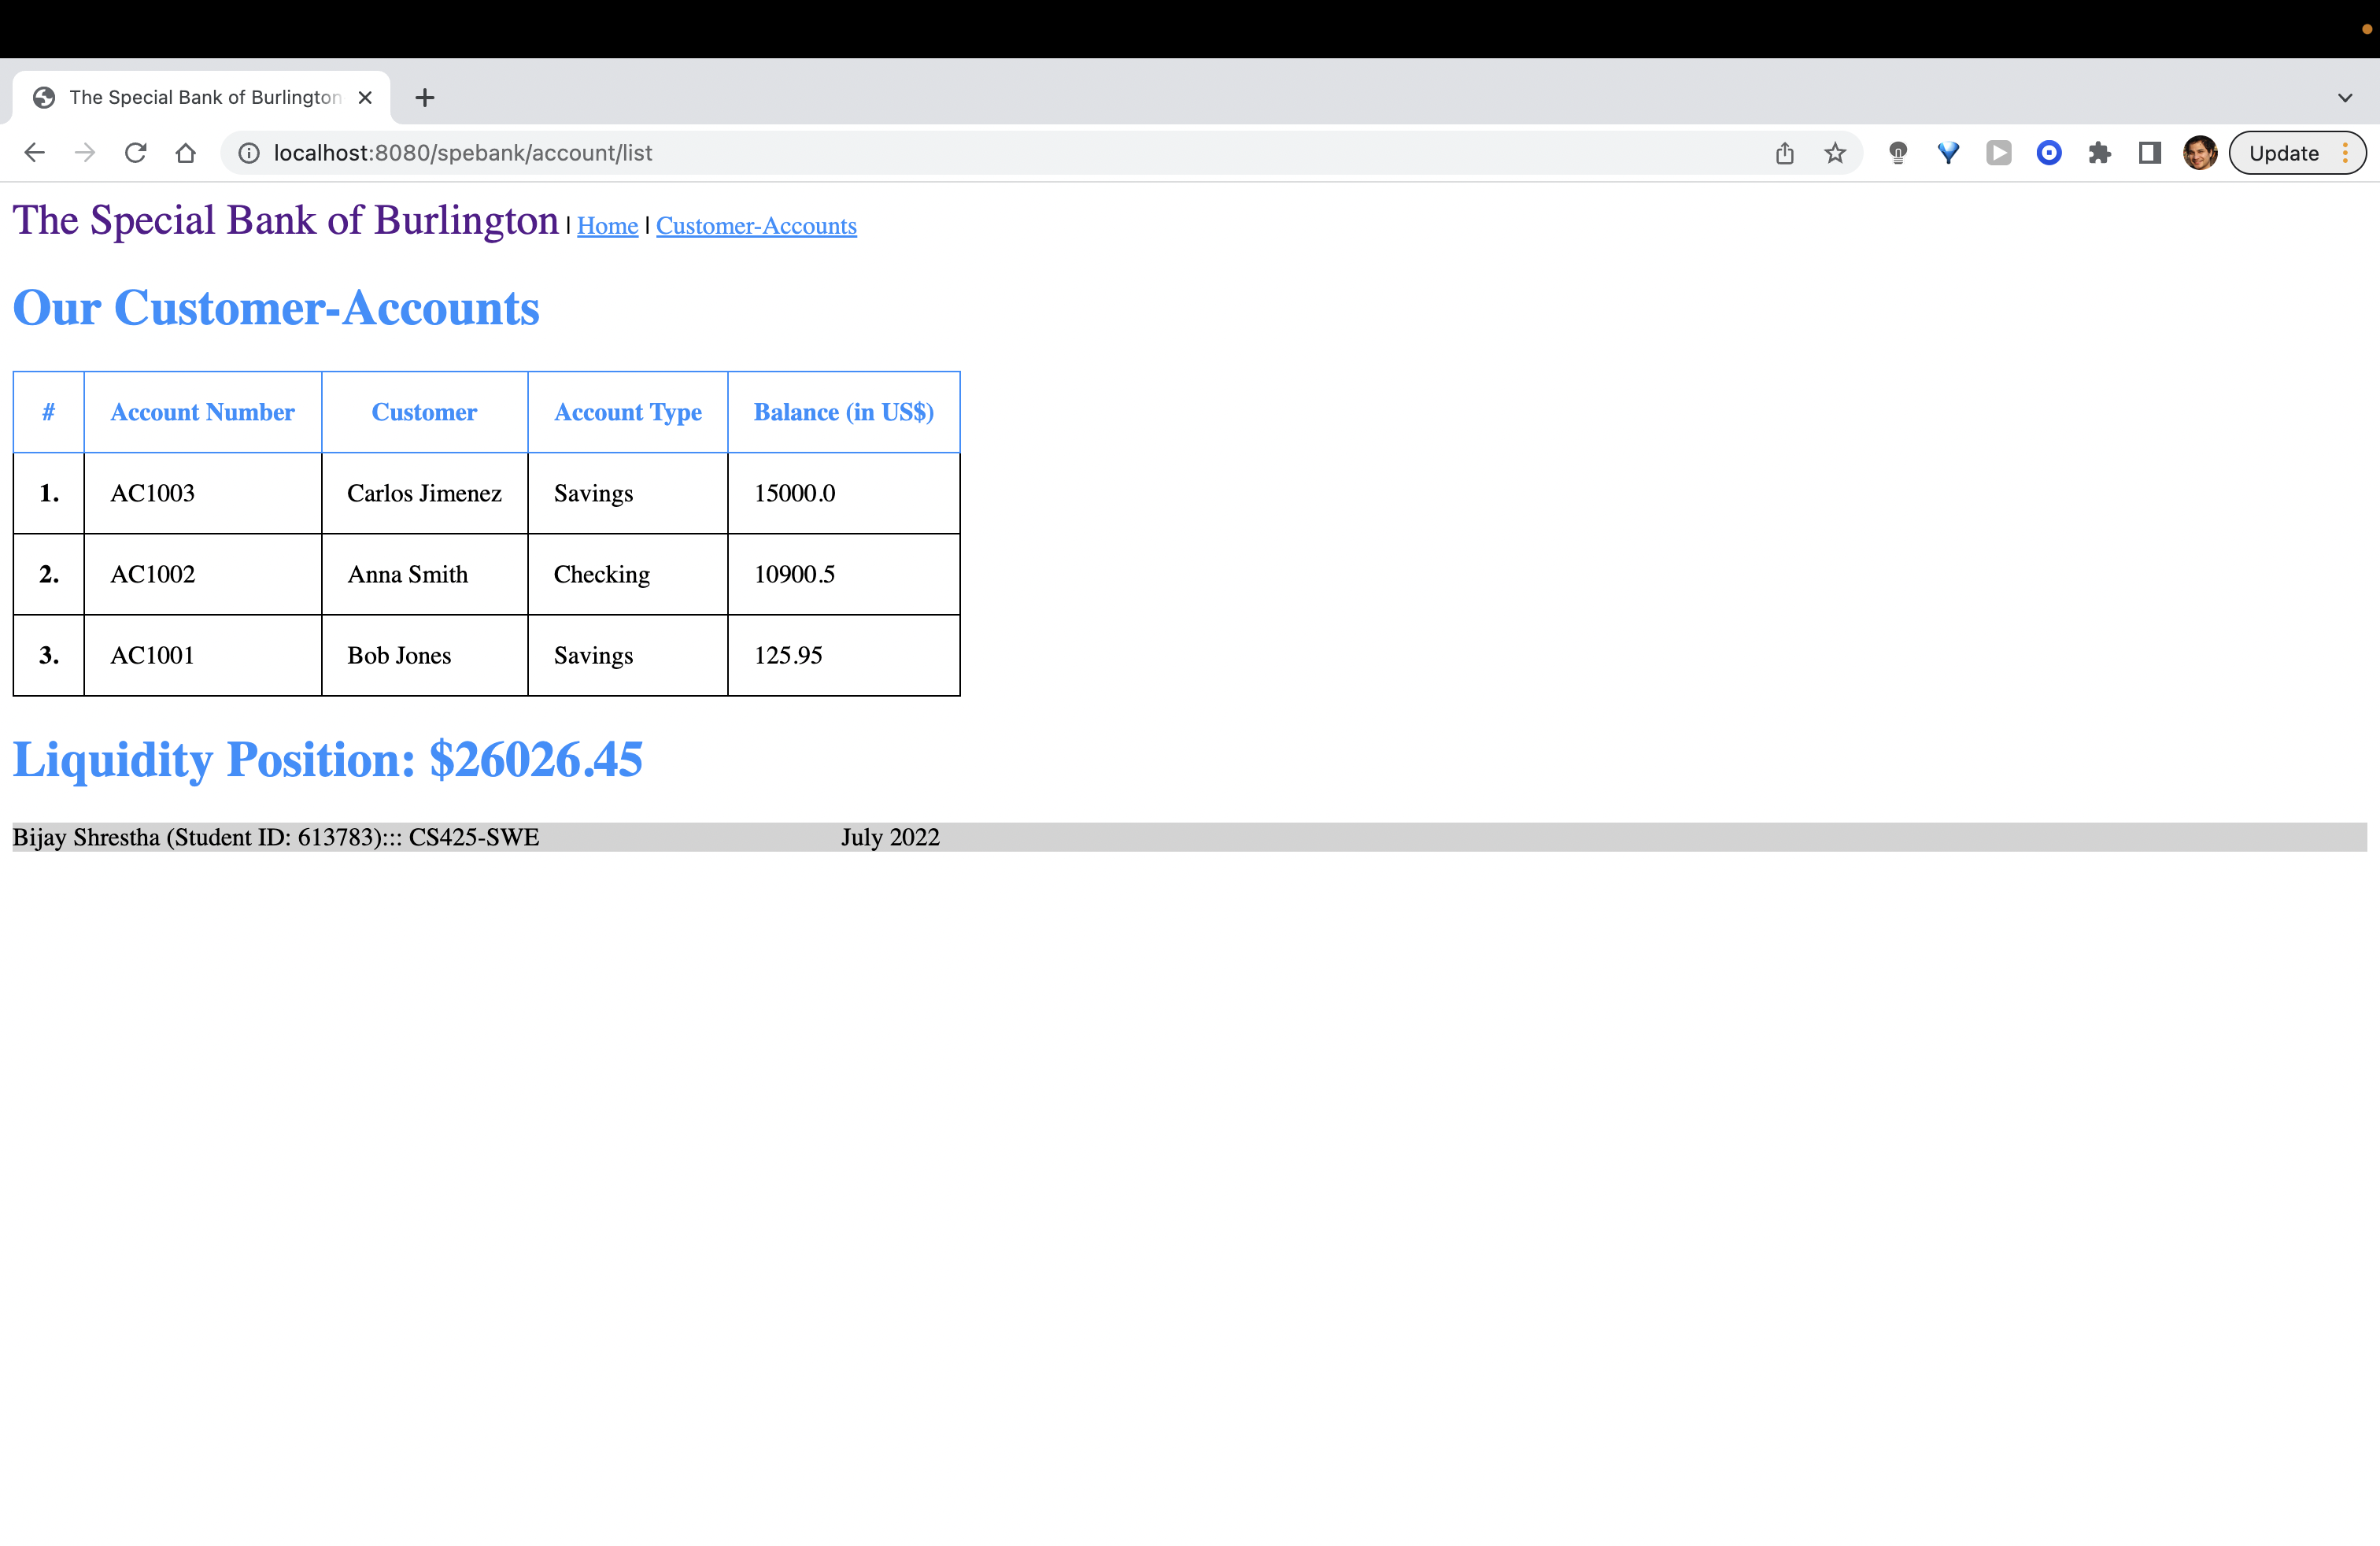 The Special Bank of Burlington
localhost:8080/spebank/account/list
Update
The Special Bank of Burlington | Home | Customer-Accounts
Our Customer-Accounts
# Account Number Customer Account Type Balance (in US$)
1. AC1003 Carlos Jimenez Savings 15000.0
2. AC1002 Anna Smith Checking 10900.5
3. AC1001 Bob Jones Savings 125.95
Liquidity Position: $26026.45
Bijay Shrestha (Student ID: 613783)::: CS425-SWE July 2022